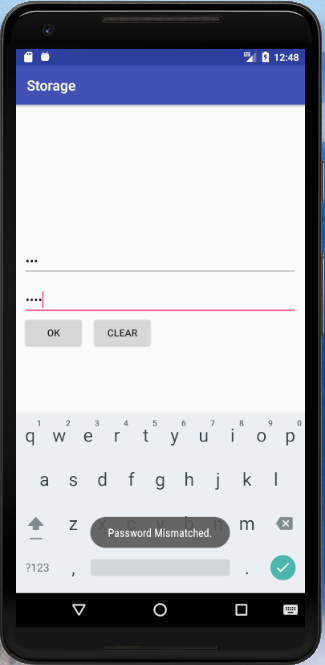 12:48
Storage
•••
••••
OK CLEAR
1 2 3 4 5 6 7 8 9 0
q w e r t y u i o p
a s d f g h j k l
z x c v b n m
Password Mismatched.
?123 , .